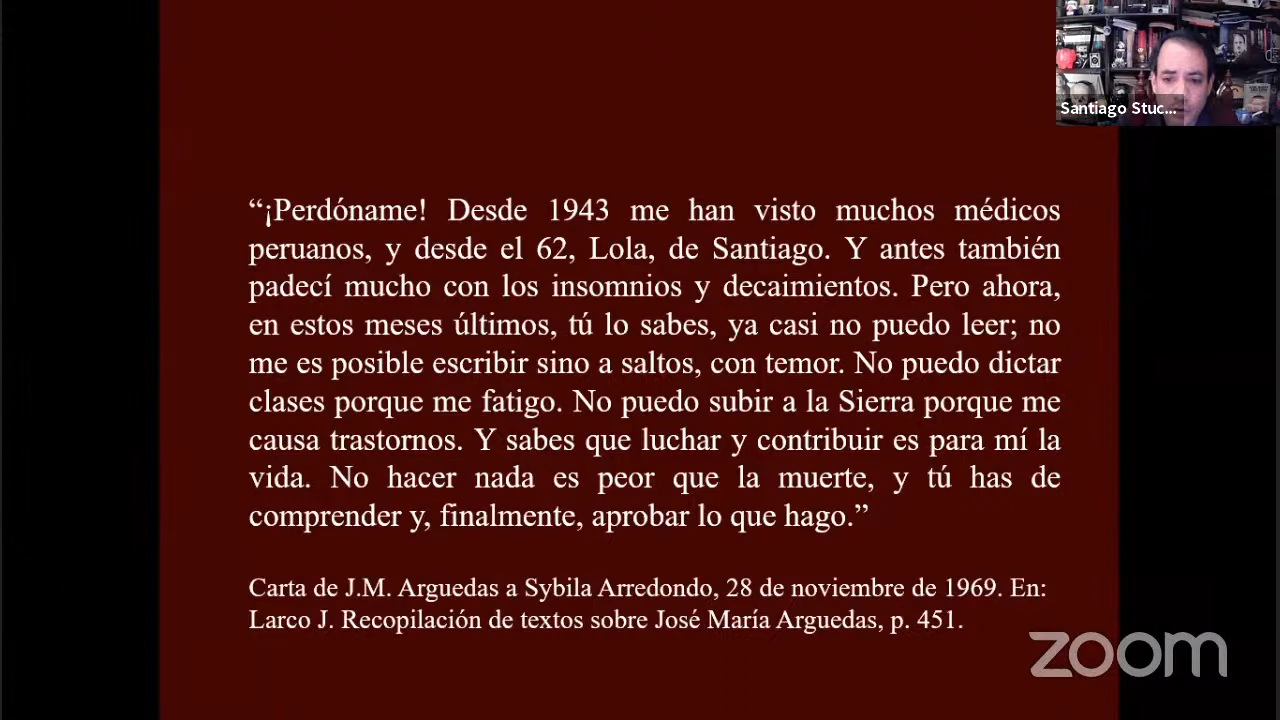 Santiago Stuc...
“¡Perdóname! Desde 1943 me han visto muchos médicos
peruanos, y desde el 62, Lola, de Santiago. Y antes también
padecí mucho con los insomnios y decaimientos. Pero ahora,
en estos meses últimos, tú lo sabes, ya casi no puedo leer; no
me es posible escribir sino a saltos, con temor. No puedo dictar
clases porque me fatigo. No puedo subir a la Sierra porque me
causa trastornos. Y sabes que luchar y contribuir es para mí la
vida. No hacer nada es peor que la muerte, y tú has de
comprender y, finalmente, aprobar lo que hago.”
Carta de J.M. Arguedas a Sybila Arredondo, 28 de noviembre de 1969. En:
Larco J. Recopilación de textos sobre José María Arguedas, p. 451.
zoom